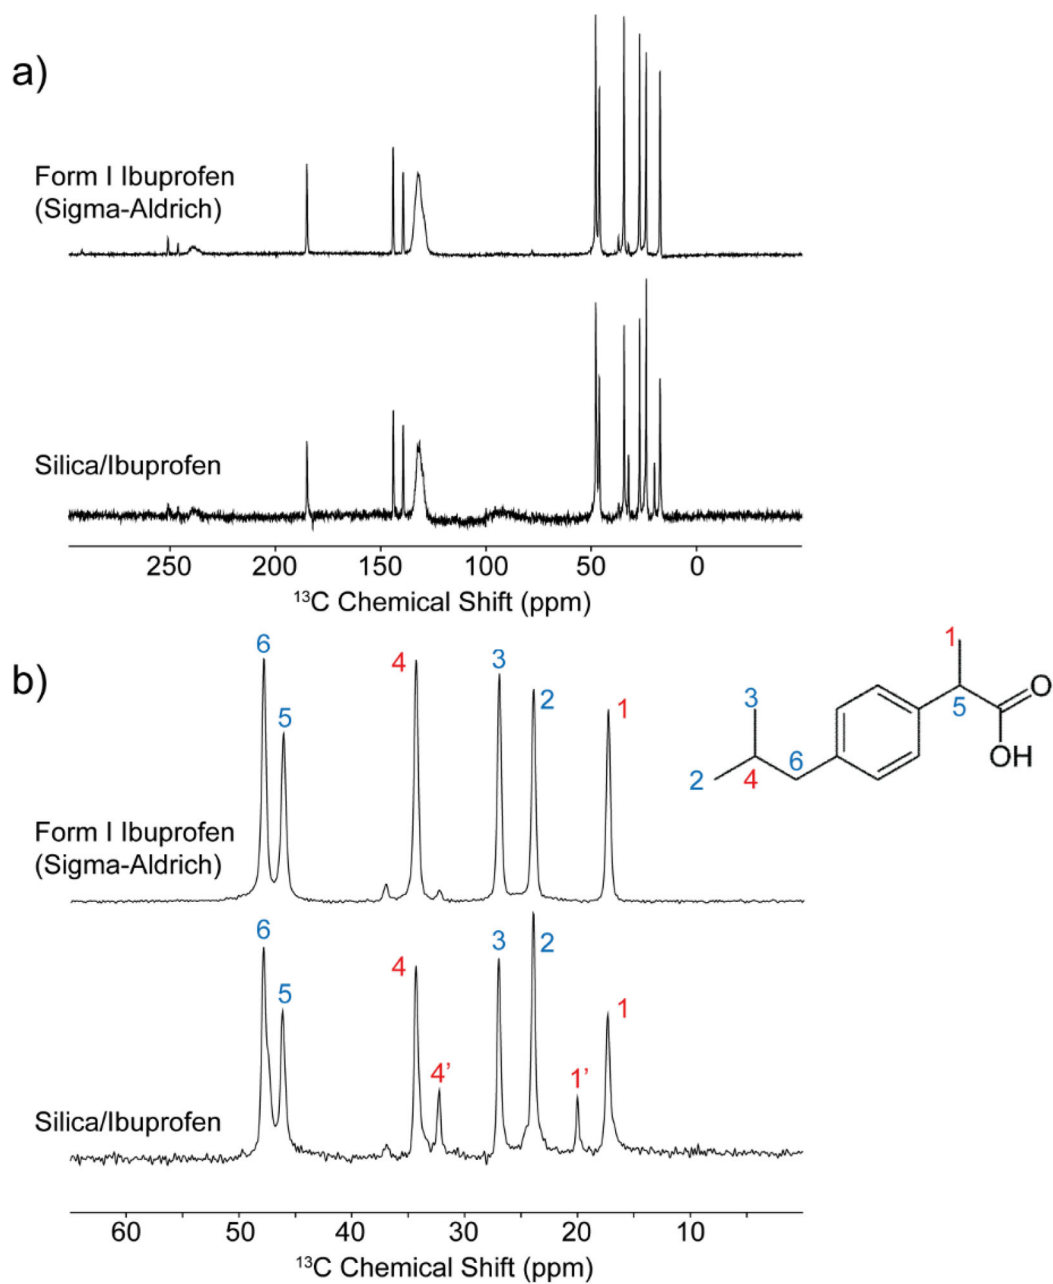 a)
Form I Ibuprofen
(Sigma-Aldrich)
Silica/Ibuprofen
250 200 150 100 50 0
¹³C Chemical Shift (ppm)
b)
6 5 4 3 2 1
Form I Ibuprofen
(Sigma-Aldrich)
1
3 5 O
OH
2 4 6
6 5 4 4’ 3 2 1’ 1
Silica/Ibuprofen
60 50 40 30 20 10
¹³C Chemical Shift (ppm)